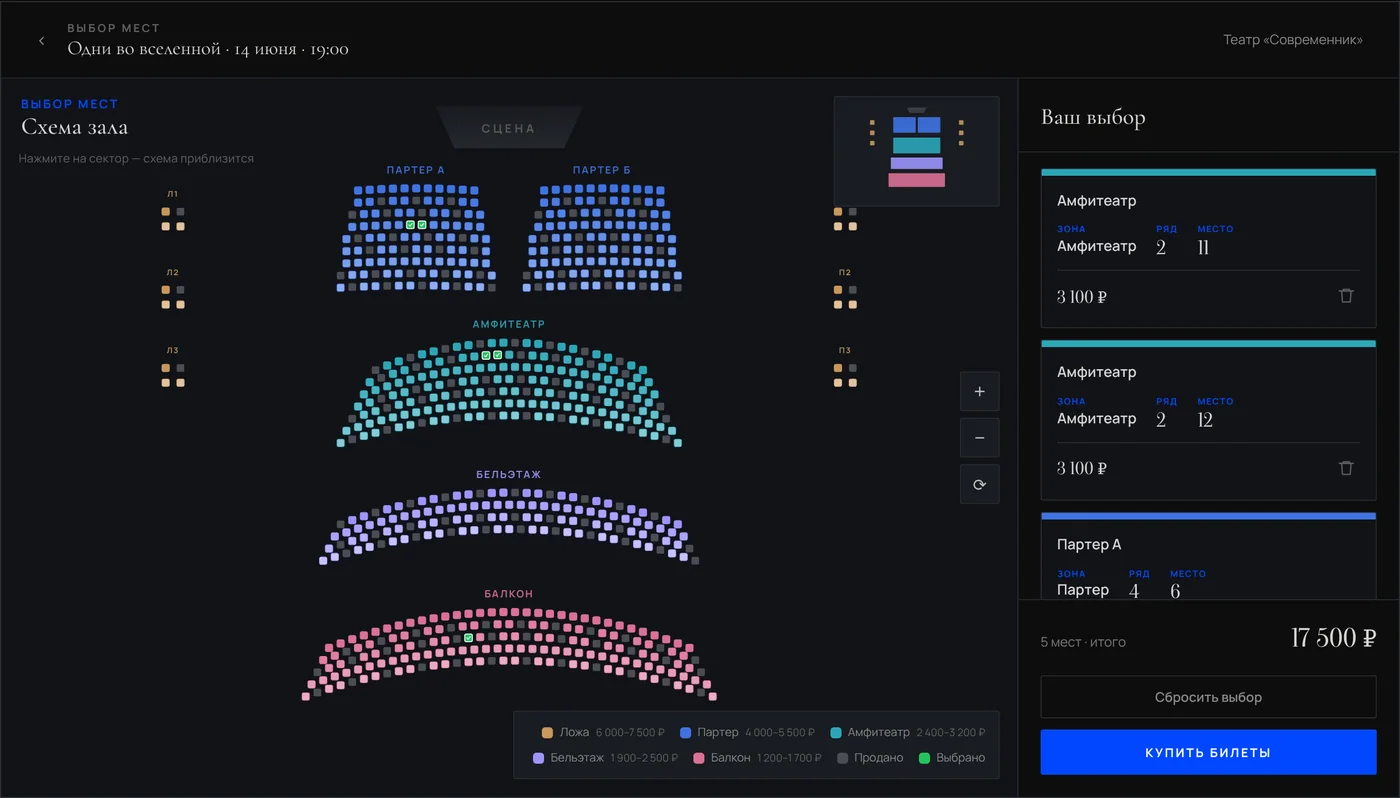 ВЫБОР МЕСТ
Одни во вселенной · 14 июня · 19:00
Театр «Современник»
ВЫБОР МЕСТ
Схема зала
Нажмите на сектор — схема приблизится
СЦЕНА
ПАРТЕР А
ПАРТЕР Б
Л1
Л2
Л3
П2
П3
АМФИТЕАТР
БЕЛЬЭТАЖ
БАЛКОН
+
−
Ложа 6 000–7 500 ₽ Партер 4 000–5 500 ₽ Амфитеатр 2 400–3 200 ₽
Бельэтаж 1 900–2 500 ₽ Балкон 1 200–1 700 ₽ Продано Выбрано
Ваш выбор
Амфитеатр
ЗОНА РЯД МЕСТО
Амфитеатр 2 11
3 100 ₽
Амфитеатр
ЗОНА РЯД МЕСТО
Амфитеатр 2 12
3 100 ₽
Партер А
ЗОНА РЯД МЕСТО
Партер 4 6
5 мест · итого 17 500 ₽
Сбросить выбор
КУПИТЬ БИЛЕТЫ